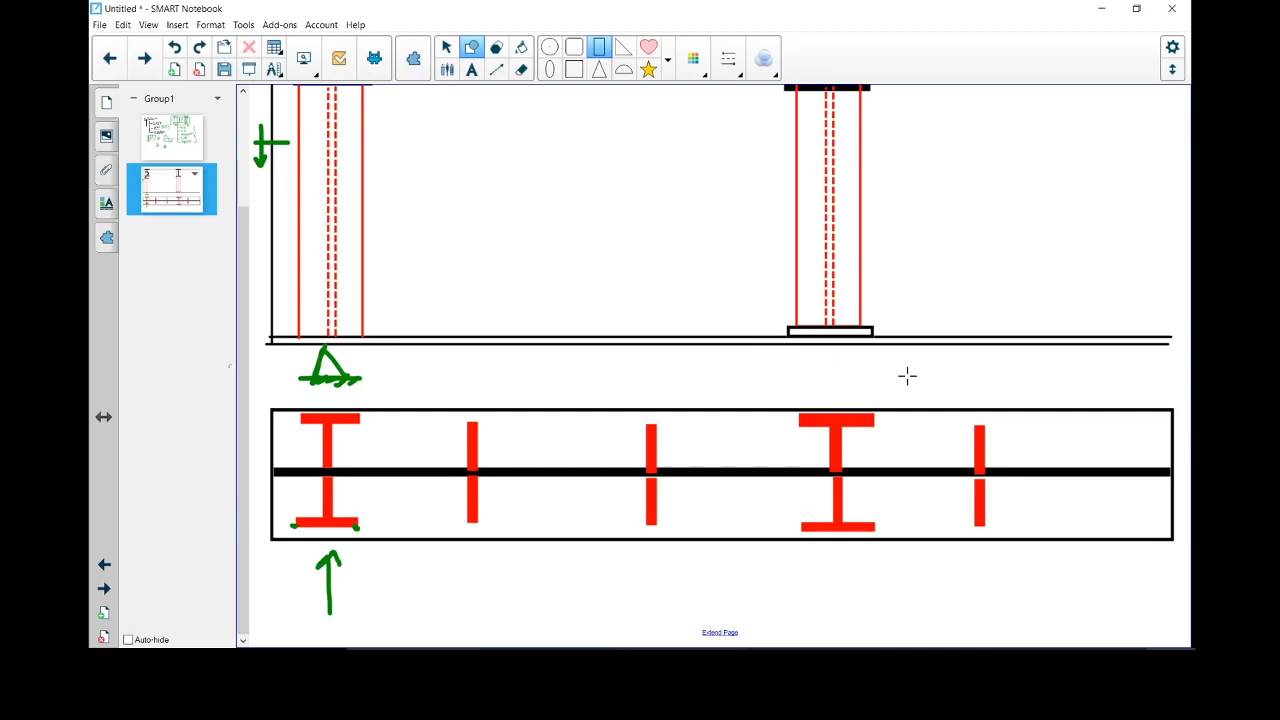 Untitled * - SMART Notebook
File Edit View Insert Format Tools Add-ons Account Help
Group1
Extend Page
Auto-hide